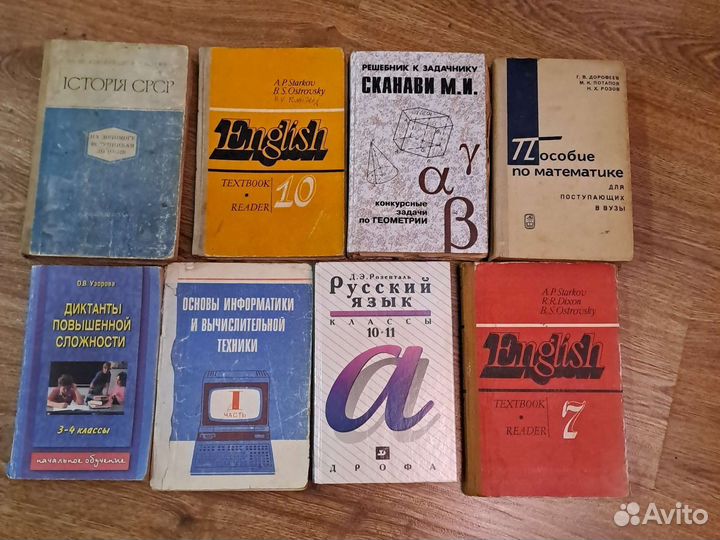 ІСТОРІЯ СРСР
A.P. Starkov
B.S. Ostrovsky
English
TEXTBOOK
•
READER
10
РЕШЕБНИК К ЗАДАЧНИКУ
СКАНАВИ М.И.
α
β
γ
конкурсные
задачи
по ГЕОМЕТРИИ
Г. В. ДОРОФЕЕВ
М. К. ПОТАПОВ
Н. Х. РОЗОВ
Пособие
по математике
ДЛЯ
ПОСТУПАЮЩИХ
В ВУЗЫ
О.В. Узорова
ДИКТАНТЫ
ПОВЫШЕННОЙ
СЛОЖНОСТИ
3-4 классы
начальное обучение
ОСНОВЫ ИНФОРМАТИКИ
И ВЫЧИСЛИТЕЛЬНОЙ
ТЕХНИКИ
1
ЧАСТЬ
Д.Э.Розенталь
Русский
язык
КЛАССЫ
10-11
а
ДРОФА
A.P. Starkov
R.R. Dixon
B.S. Ostrovsky
English
TEXTBOOK
•
READER
7
Avito